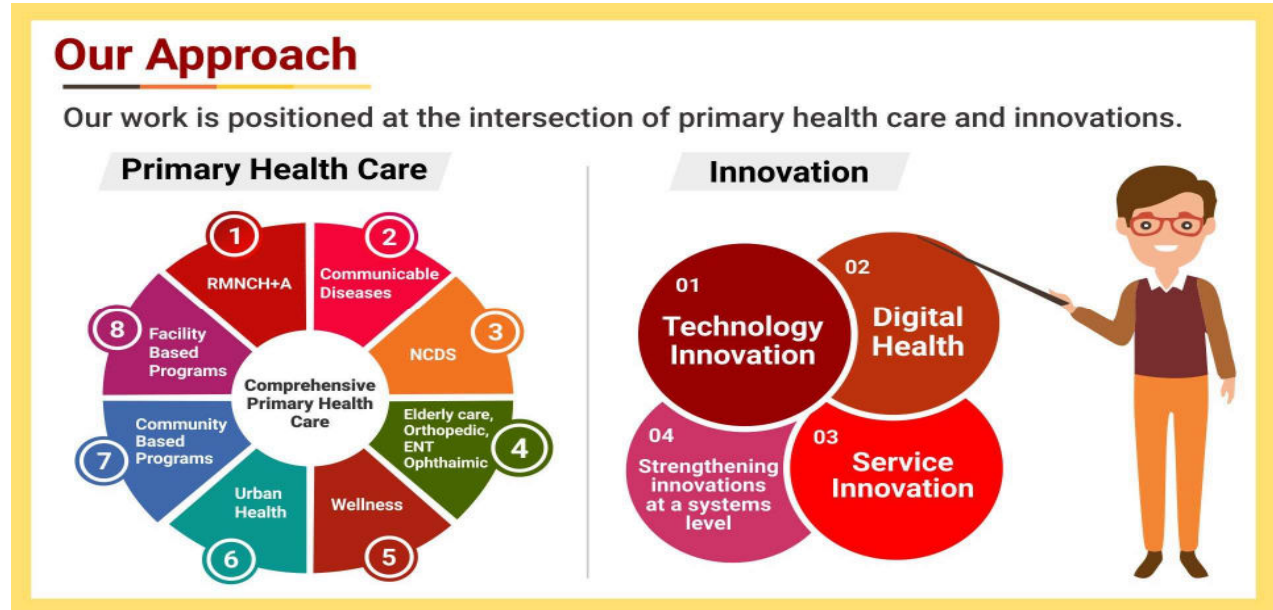 Our Approach
Our work is positioned at the intersection of primary health care and innovations.
Primary Health Care
1
RMNCH+A
2
Communicable
Diseases
3
NCDS
4
Elderly care,
Orthopedic,
ENT
Ophthaimic
5
Wellness
6
Urban
Health
7
Community
Based
Programs
8
Facility
Based
Programs
Comprehensive
Primary Health
Care
Innovation
01
Technology
Innovation
02
Digital
Health
03
Service
Innovation
04
Strengthening
innovations
at a systems
level